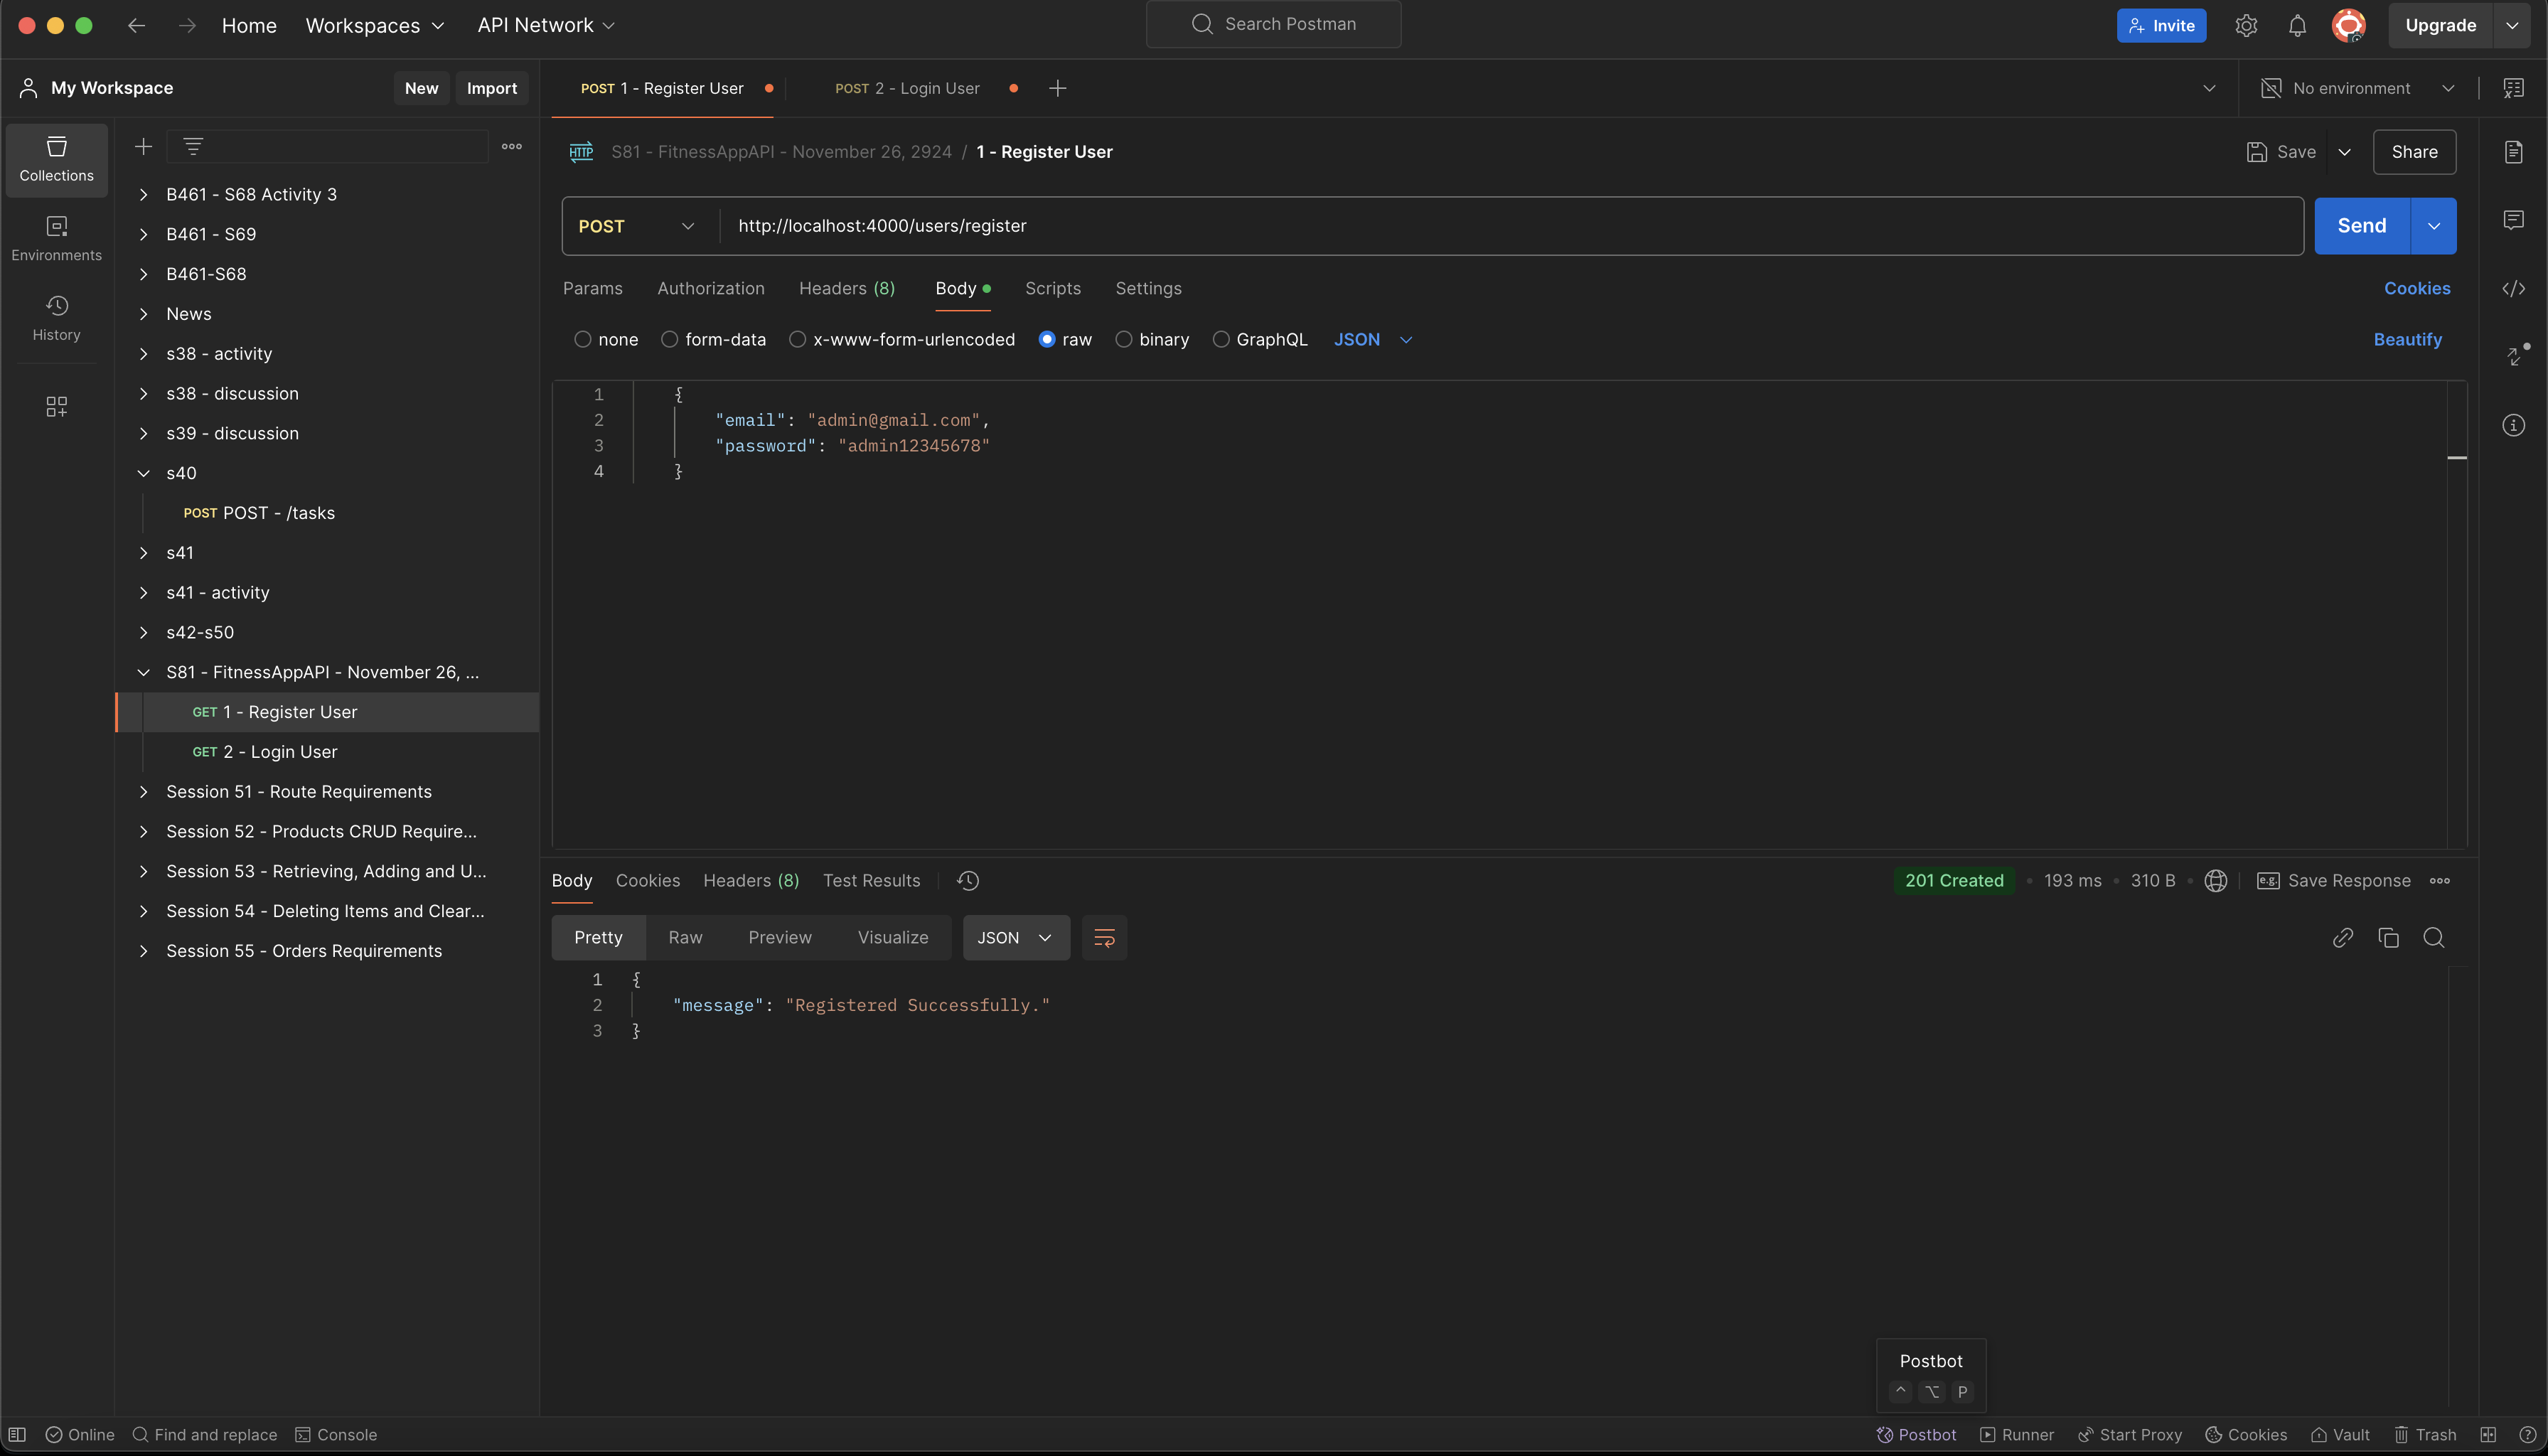 Home
Workspaces
API Network
Search Postman
Invite
Upgrade
My Workspace
New
Import
POST 1 - Register User
POST 2 - Login User
No environment
Collections
Environments
History
B461 - S68 Activity 3
B461 - S69
B461-S68
News
s38 - activity
s38 - discussion
s39 - discussion
s40
POST POST - /tasks
s41
s41 - activity
s42-s50
S81 - FitnessAppAPI - November 26, ...
GET 1 - Register User
GET 2 - Login User
Session 51 - Route Requirements
Session 52 - Products CRUD Require...
Session 53 - Retrieving, Adding and U...
Session 54 - Deleting Items and Clear...
Session 55 - Orders Requirements
HTTP S81 - FitnessAppAPI - November 26, 2924 / 1 - Register User
Save
Share
POST
http://localhost:4000/users/register
Send
Params
Authorization
Headers (8)
Body
Scripts
Settings
Cookies
none
form-data
x-www-form-urlencoded
raw
binary
GraphQL
JSON
Beautify
1 {
2 "email": "admin@gmail.com",
3 "password": "admin12345678"
4 }
Body
Cookies
Headers (8)
Test Results
201 Created
193 ms
310 B
e.g. Save Response
Pretty
Raw
Preview
Visualize
JSON
1 {
2 "message": "Registered Successfully."
3 }
Postbot
^ ⌥ P
Online
Find and replace
Console
Postbot
Runner
Start Proxy
Cookies
Vault
Trash